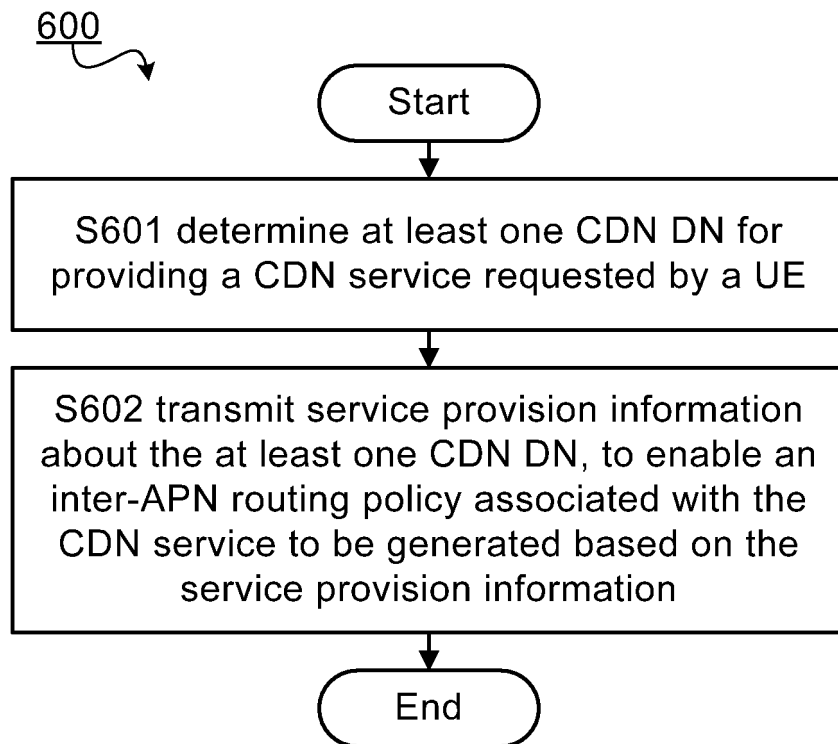 600
Start
S601 determine at least one CDN DN for
providing a CDN service requested by a UE
S602 transmit service provision information
about the at least one CDN DN, to enable an
inter-APN routing policy associated with the
CDN service to be generated based on the
service provision information
End